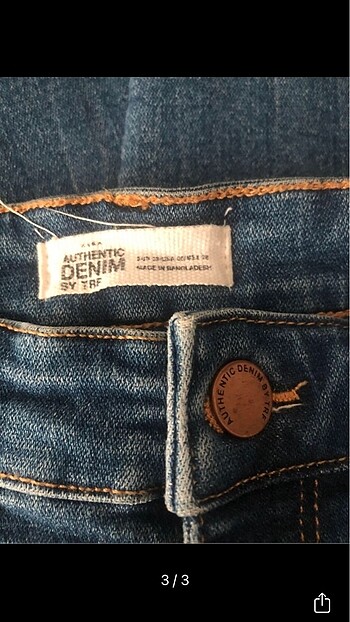 ZARA
AUTHENTIC
DENIM
BY TRF
MADE IN BANGLADESH
AUTHENTIC DENIM BY TRF
3/3